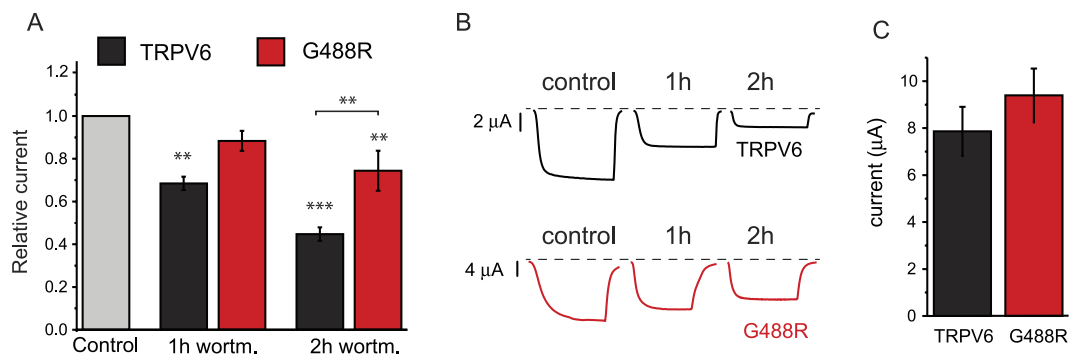 A
TRPV6
G488R
Relative current
1.2
1.0
0.8
0.6
0.4
0.2
0.0
**
***
**
**
Control
1h wortm.
2h wortm.
B
control 1h 2h
2 µA
TRPV6
control 1h 2h
4 µA
G488R
C
current (µA)
10
8
6
4
2
0
TRPV6 G488R